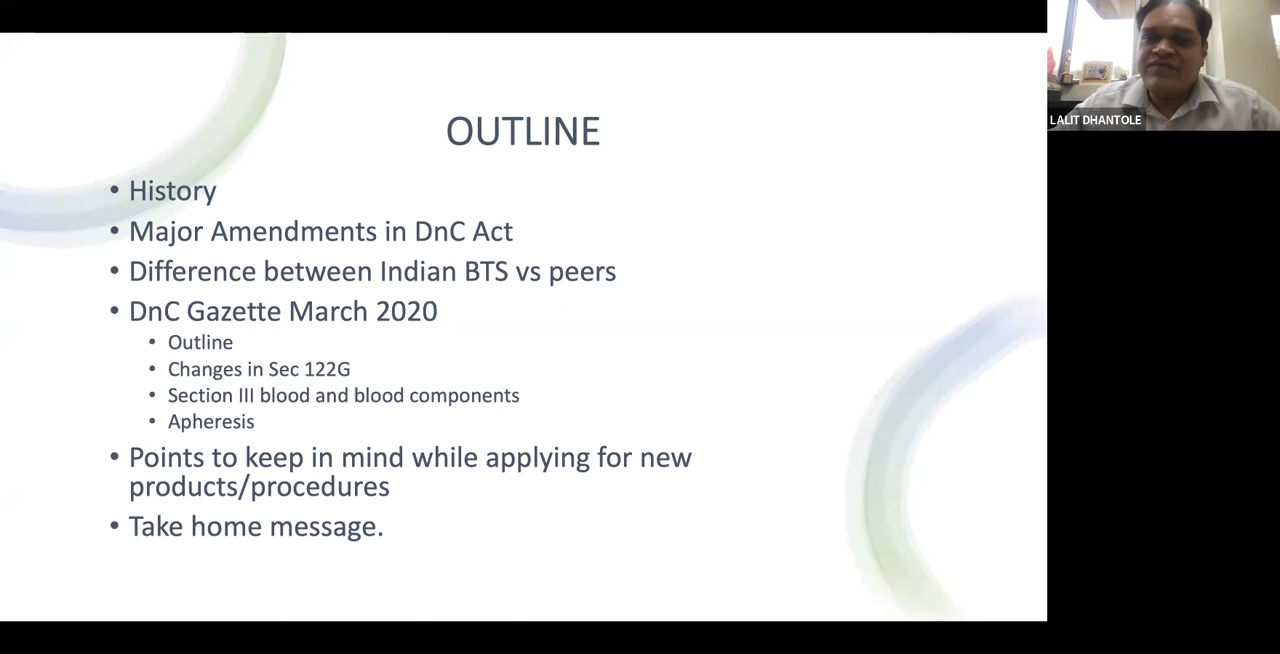 OUTLINE
• History
• Major Amendments in DnC Act
• Difference between Indian BTS vs peers
• DnC Gazette March 2020
• Outline
• Changes in Sec 122G
• Section III blood and blood components
• Apheresis
• Points to keep in mind while applying for new
products/procedures
• Take home message.
LALIT DHANTOLE